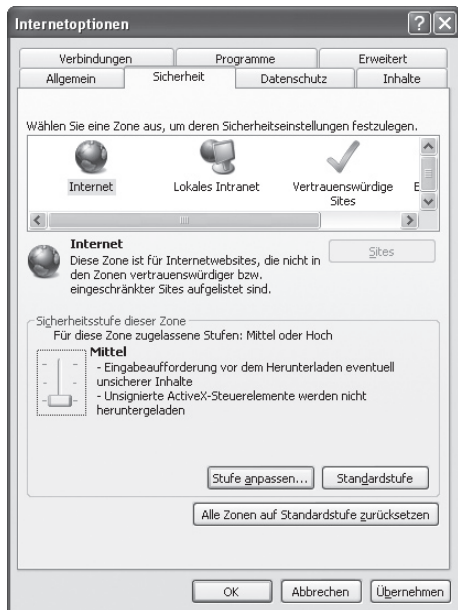 Internetoptionen
Verbindungen Programme Erweitert
Allgemein Sicherheit Datenschutz Inhalte
Wählen Sie eine Zone aus, um deren Sicherheitseinstellungen festzulegen.
Internet Lokales Intranet Vertrauenswürdige E
Sites
Internet
Diese Zone ist für Internetwebsites, die nicht in
den Zonen vertrauenswürdiger bzw.
eingeschränkter Sites aufgelistet sind.
Sites
Sicherheitsstufe dieser Zone
Für diese Zone zugelassene Stufen: Mittel oder Hoch
Mittel
- Eingabeaufforderung vor dem Herunterladen eventuell
unsicherer Inhalte
- Unsignierte ActiveX-Steuerelemente werden nicht
heruntergeladen
Stufe anpassen... Standardstufe
Alle Zonen auf Standardstufe zurücksetzen
OK Abbrechen Übernehmen